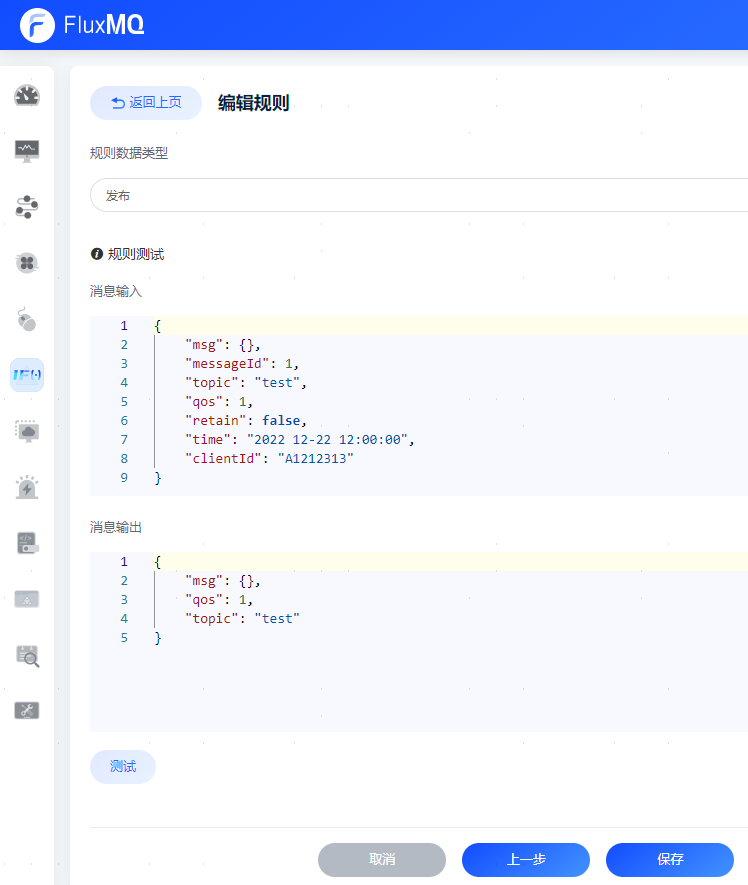 FluxMQ
返回上页 编辑规则
规则数据类型
发布
规则测试
消息输入
1 {
2 "msg": {},
3 "messageId": 1,
4 "topic": "test",
5 "qos": 1,
6 "retain": false,
7 "time": "2022 12-22 12:00:00",
8 "clientId": "A1212313"
9 }
消息输出
1 {
2 "msg": {},
3 "qos": 1,
4 "topic": "test"
5 }
测试
取消 上一步 保存